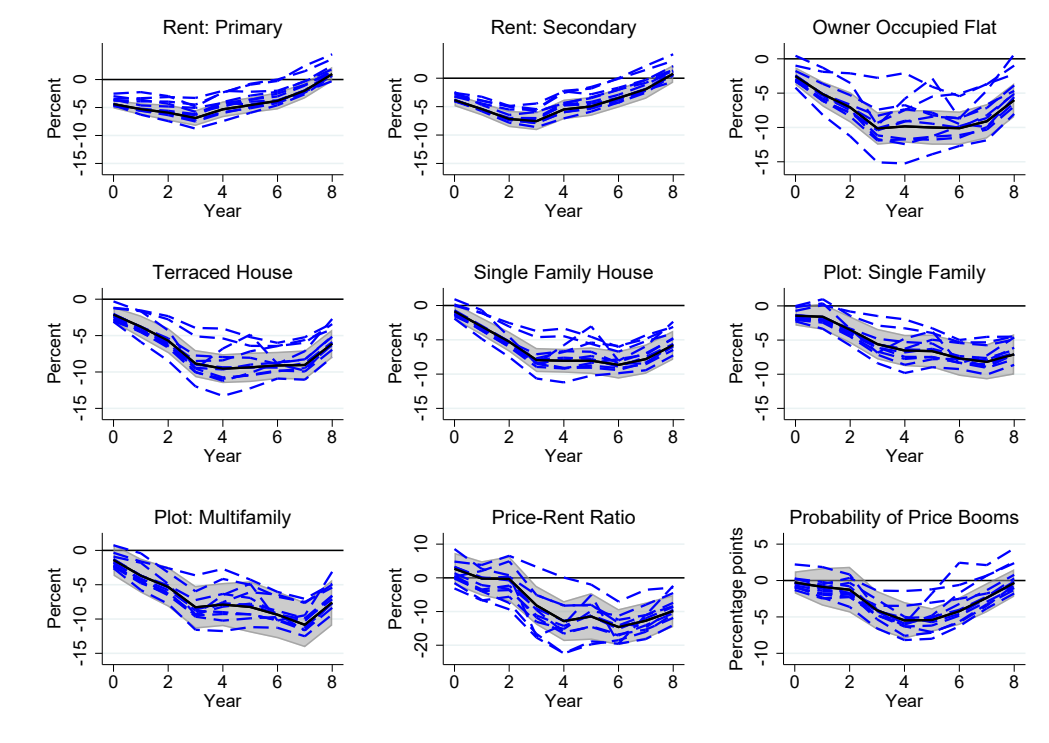 Rent: Primary
Percent
0
-5
-10
-15
0 2 4 6 8
Year
Rent: Secondary
Percent
0
-5
-10
-15
0 2 4 6 8
Year
Owner Occupied Flat
Percent
0
-5
-10
-15
0 2 4 6 8
Year
Terraced House
Percent
0
-5
-10
-15
0 2 4 6 8
Year
Single Family House
Percent
0
-5
-10
-15
0 2 4 6 8
Year
Plot: Single Family
Percent
0
-5
-10
-15
0 2 4 6 8
Year
Plot: Multifamily
Percent
0
-5
-10
-15
0 2 4 6 8
Year
Price-Rent Ratio
Percent
10
0
-10
-20
0 2 4 6 8
Year
Probability of Price Booms
Percentage points
5
0
-5
-10
0 2 4 6 8
Year